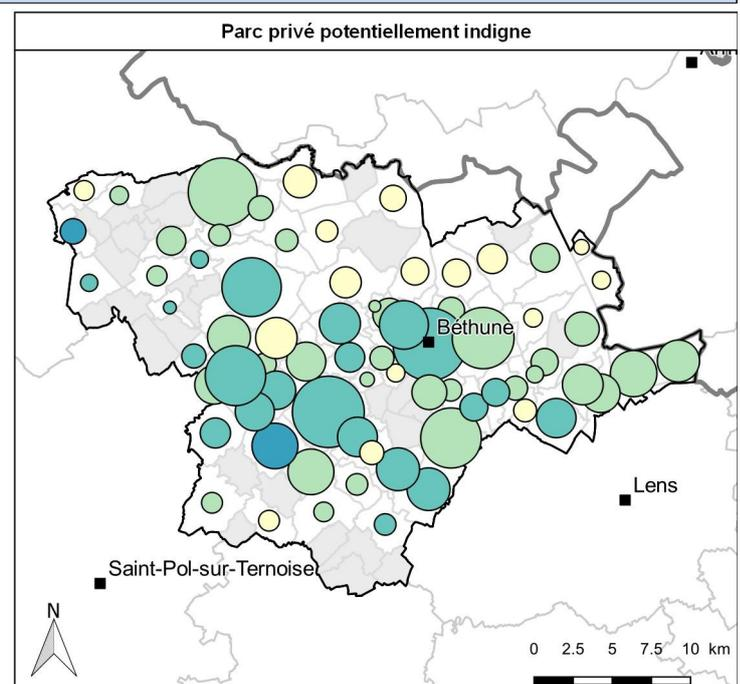 Parc privé potentiellement indigne
Béthune
Lens
Saint-Pol-sur-Ternoise
N
0 2.5 5 7.5 10 km